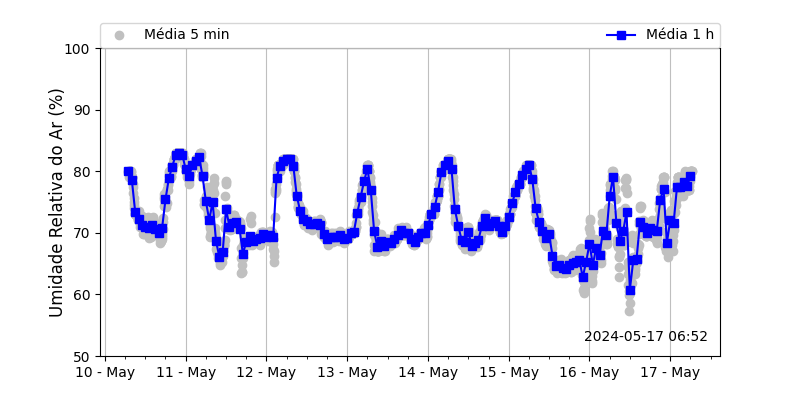 Média 5 min Média 1 h
Umidade Relativa do Ar (%)
100
90
80
70
60
50
2024-05-17 06:52
10 - May 11 - May 12 - May 13 - May 14 - May 15 - May 16 - May 17 - May